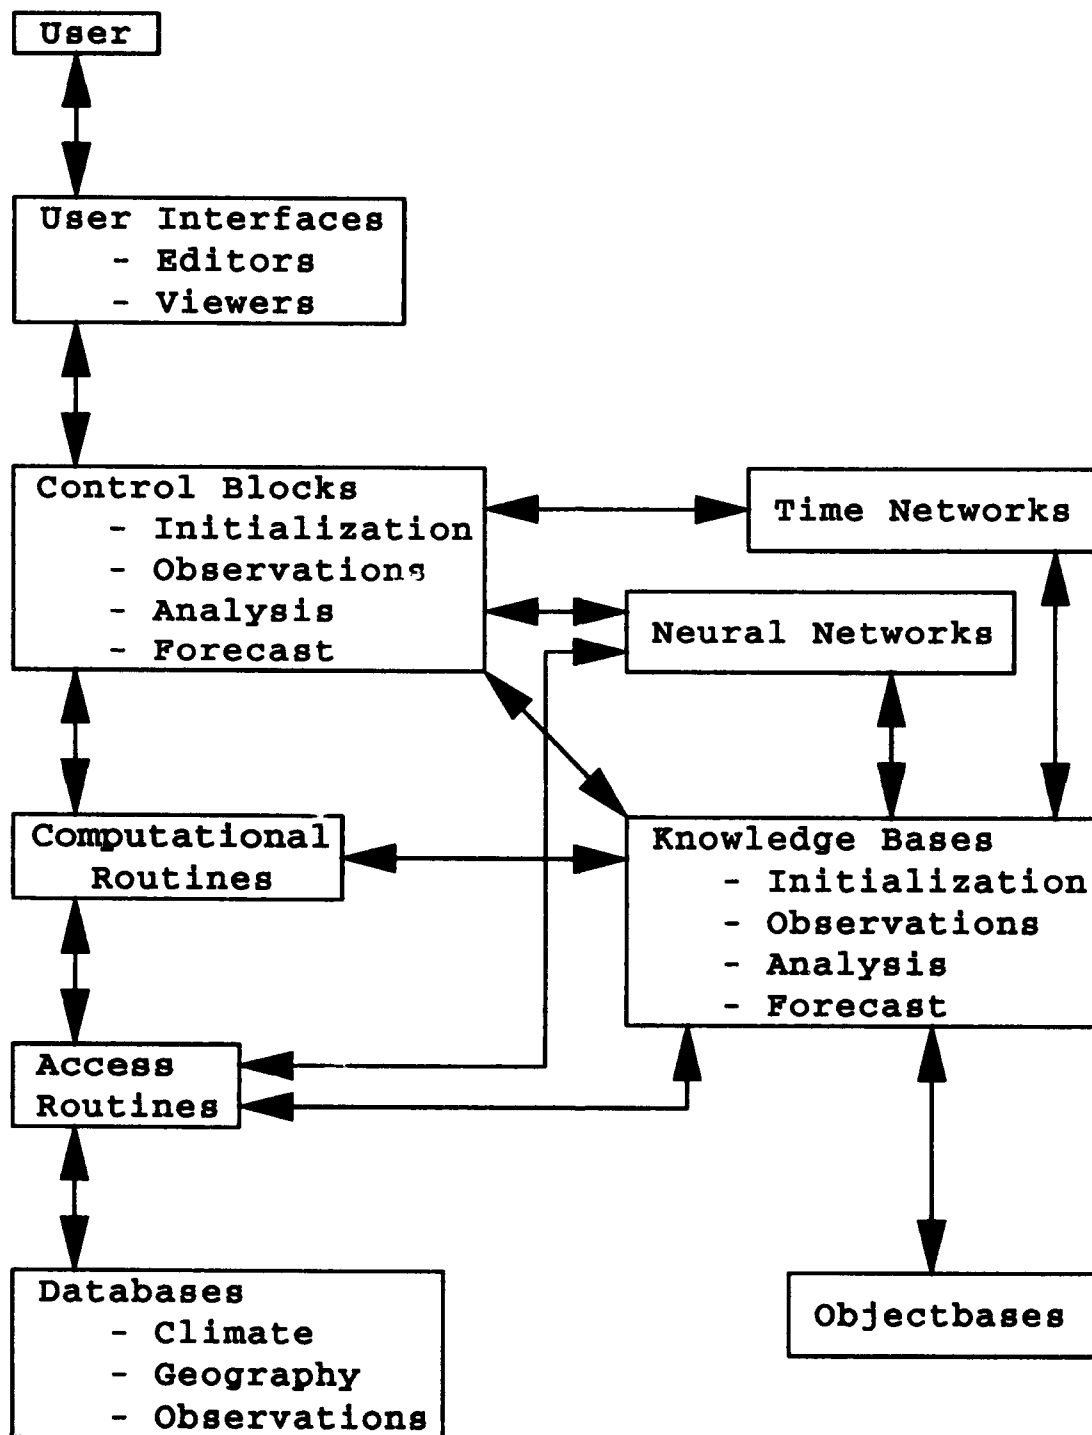 User
User Interfaces
- Editors
- Viewers
Control Blocks
- Initialization
- Observations
- Analysis
- Forecast
Time Networks
Neural Networks
Computational
Routines
Knowledge Bases
- Initialization
- Observations
- Analysis
- Forecast
Access
Routines
Databases
- Climate
- Geography
- Observations
Objectbases